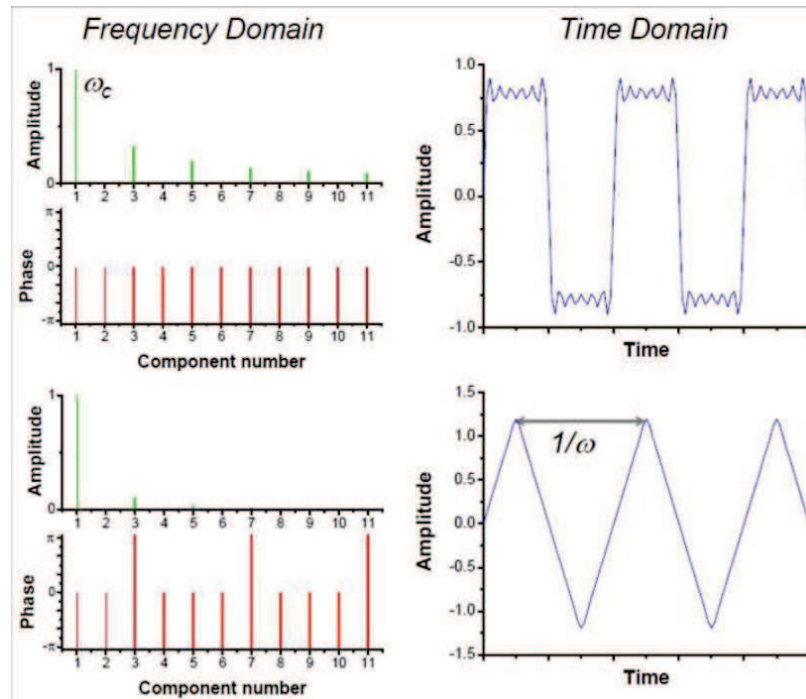 Frequency Domain
Time Domain
Amplitude
1
0
ω_c
1 2 3 4 5 6 7 8 9 10 11
Phase
π
0
-π
1 2 3 4 5 6 7 8 9 10 11
Component number
Amplitude
1.0
0.5
0.0
-0.5
-1.0
Time
Amplitude
1
0
1 2 3 4 5 6 7 8 9 10 11
Phase
π
0
-π
1 2 3 4 5 6 7 8 9 10 11
Component number
Amplitude
1.5
1.0
0.5
0.0
-0.5
-1.0
-1.5
1/ω
Time